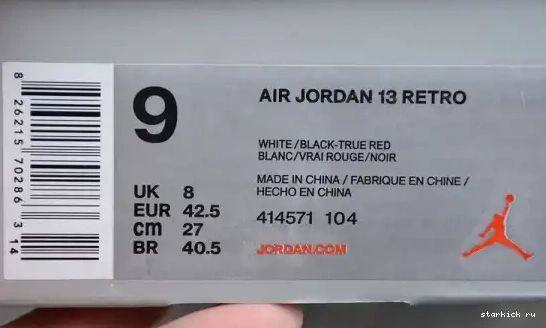 8 26215 70286 3 14
9
UK 8
EUR 42.5
cm 27
BR 40.5
AIR JORDAN 13 RETRO
WHITE/BLACK-TRUE RED
BLANC/VRAI ROUGE/NOIR
MADE IN CHINA / FABRIQUE EN CHINE /
HECHO EN CHINA
414571 104
JORDAN.COM
starkick ru